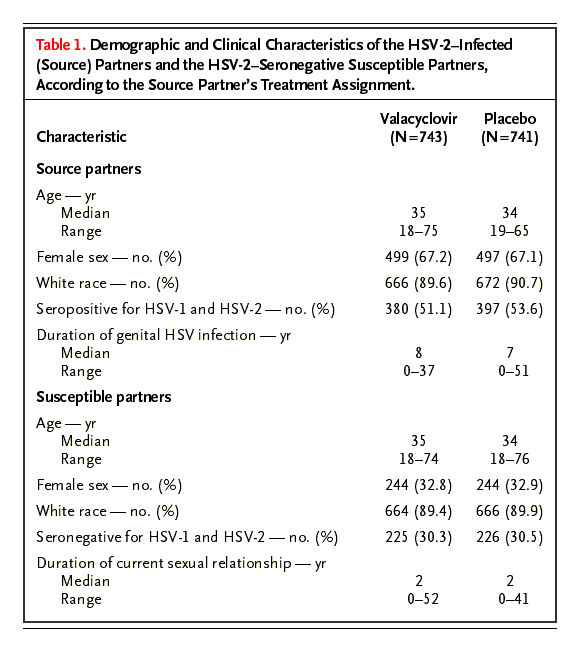 Table 1. Demographic and Clinical Characteristics of the HSV-2–Infected
(Source) Partners and the HSV-2–Seronegative Susceptible Partners,
According to the Source Partner's Treatment Assignment.
Characteristic Valacyclovir (N=743) Placebo (N=741)
Source partners
Age — yr
Median 35 34
Range 18–75 19–65
Female sex — no. (%) 499 (67.2) 497 (67.1)
White race — no. (%) 666 (89.6) 672 (90.7)
Seropositive for HSV-1 and HSV-2 — no. (%) 380 (51.1) 397 (53.6)
Duration of genital HSV infection — yr
Median 8 7
Range 0–37 0–51
Susceptible partners
Age — yr
Median 35 34
Range 18–74 18–76
Female sex — no. (%) 244 (32.8) 244 (32.9)
White race — no. (%) 664 (89.4) 666 (89.9)
Seronegative for HSV-1 and HSV-2 — no. (%) 225 (30.3) 226 (30.5)
Duration of current sexual relationship — yr
Median 2 2
Range 0–52 0–41